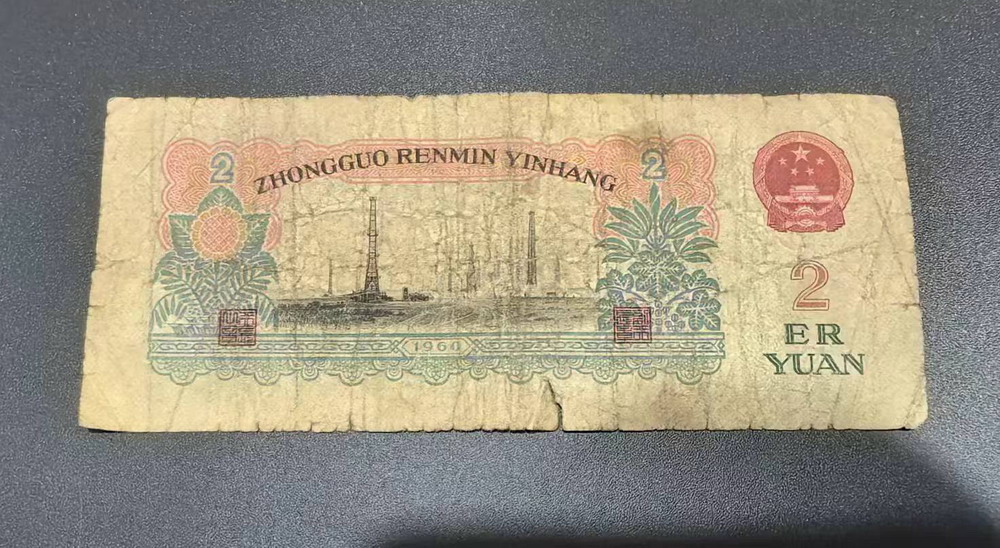 2
ZHONGGUO RENMIN YINHANG
2
2
ER
YUAN
1960